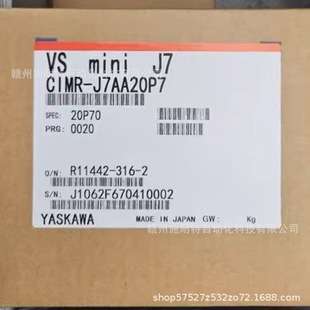 VS mini J7
CIMR-J7AA20P7
SPEC: 20P70
PRG: 0020
O/N: R11442-316-2
S/N: J1062F670410002
YASKAWA MADE IN JAPAN GW: Kg
shop57527z532zo72.1688.com